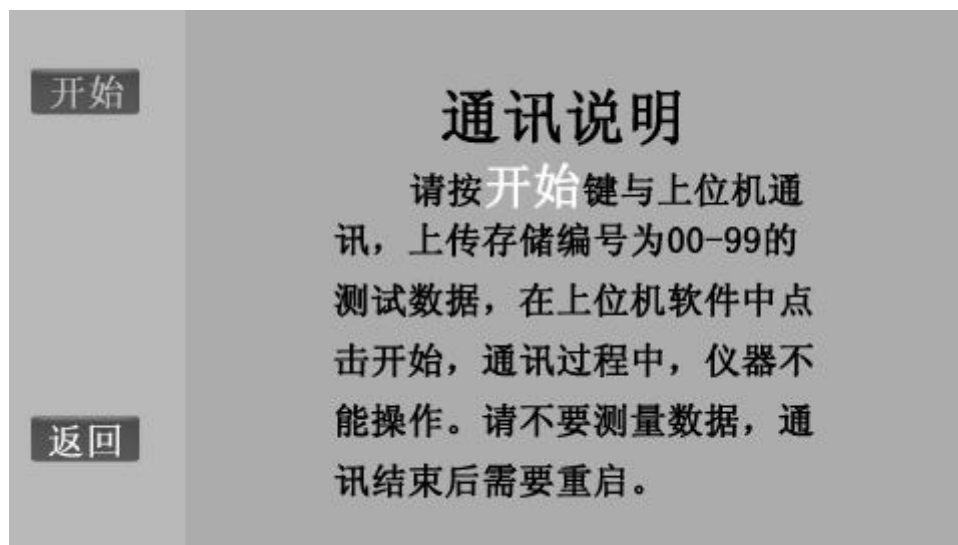 开始
通讯说明
请按开始键与上位机通
讯，上传存储编号为00-99的
测试数据，在上位机软件中点
击开始，通讯过程中，仪器不
能操作。请不要测量数据，通
讯结束后需要重启。
返回